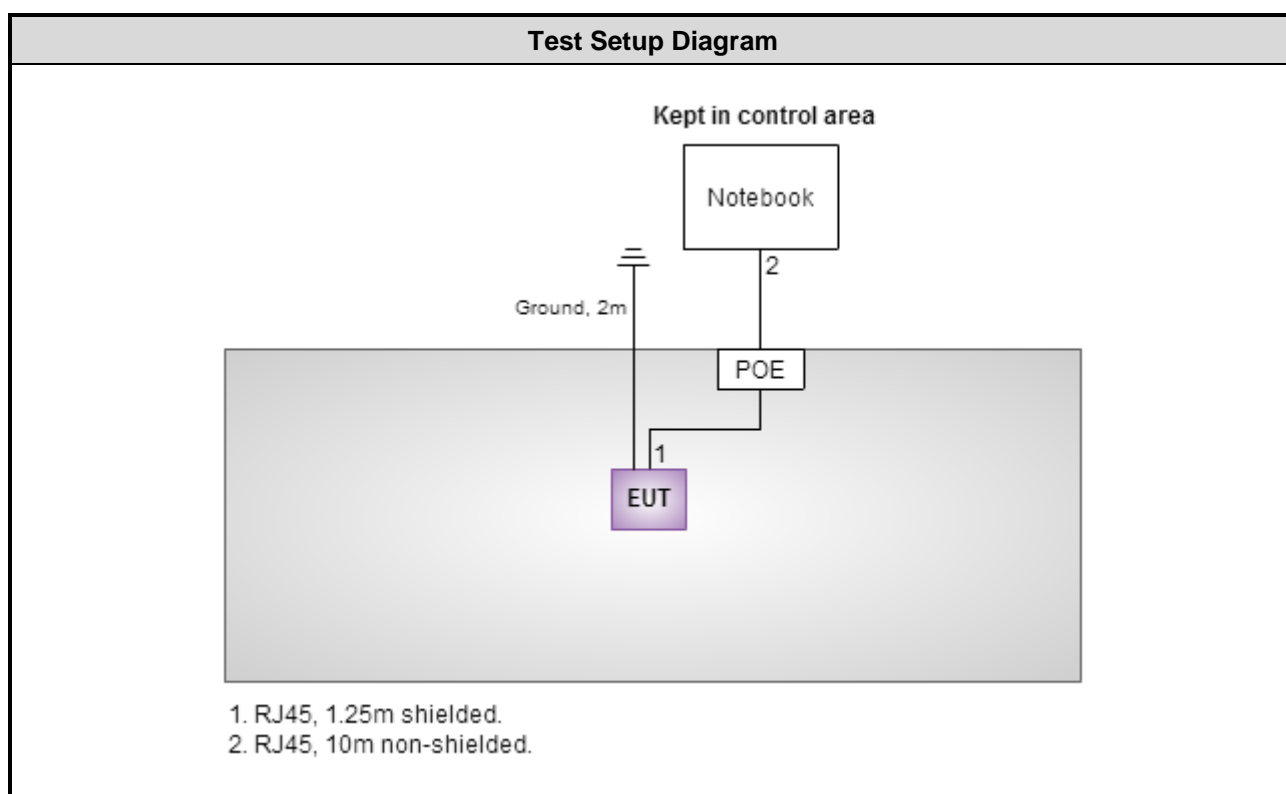 Test Setup Diagram
Kept in control area
Notebook
2
Ground, 2m
POE
1
EUT
1. RJ45, 1.25m shielded.
2. RJ45, 10m non-shielded.